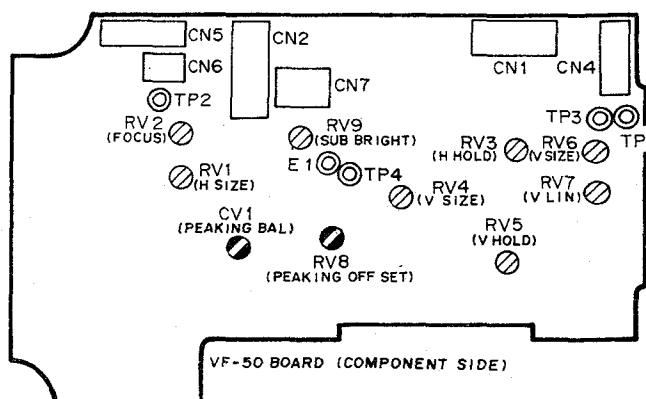 CN5
CN2
CN6
CN7
CN1
CN4
TP2
TP3
TP
RV2
(FOCUS)
RV9
(SUB BRIGHT)
RV3
(H HOLD)
RV6
(V SIZE)
E1
TP4
RV1
(H SIZE)
RV4
(V SIZE)
RV7
(V LIN)
CV1
(PEAKING BAL)
RV5
(V HOLD)
RV8
(PEAKING OFF SET)
VF-50 BOARD (COMPONENT SIDE)